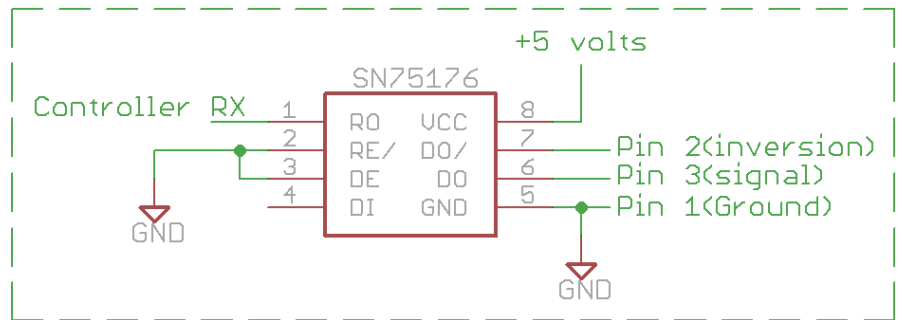 +5 volts
SN75176
Controller RX
1 RO VCC 8
2 RE/ DO/ 7 Pin 2(inversion)
3 DE DO 6 Pin 3(signal)
4 DI GND 5 Pin 1(Ground)
GND
GND